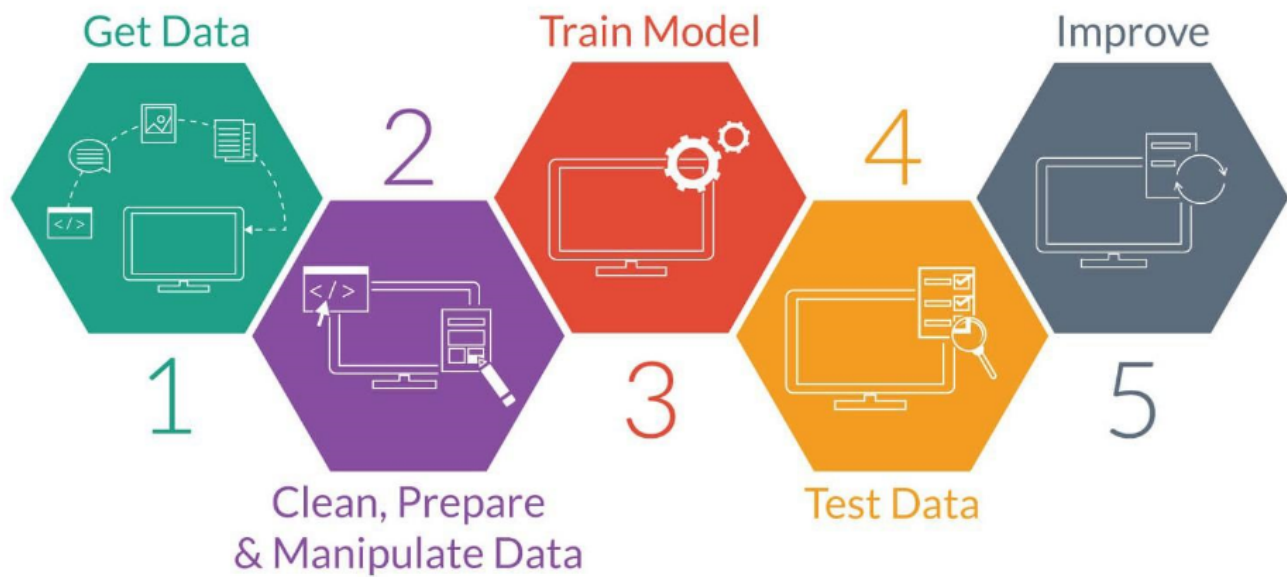 Get Data
1
2
Clean, Prepare
& Manipulate Data
</>
</>
Train Model
3
4
Test Data
Improve
5